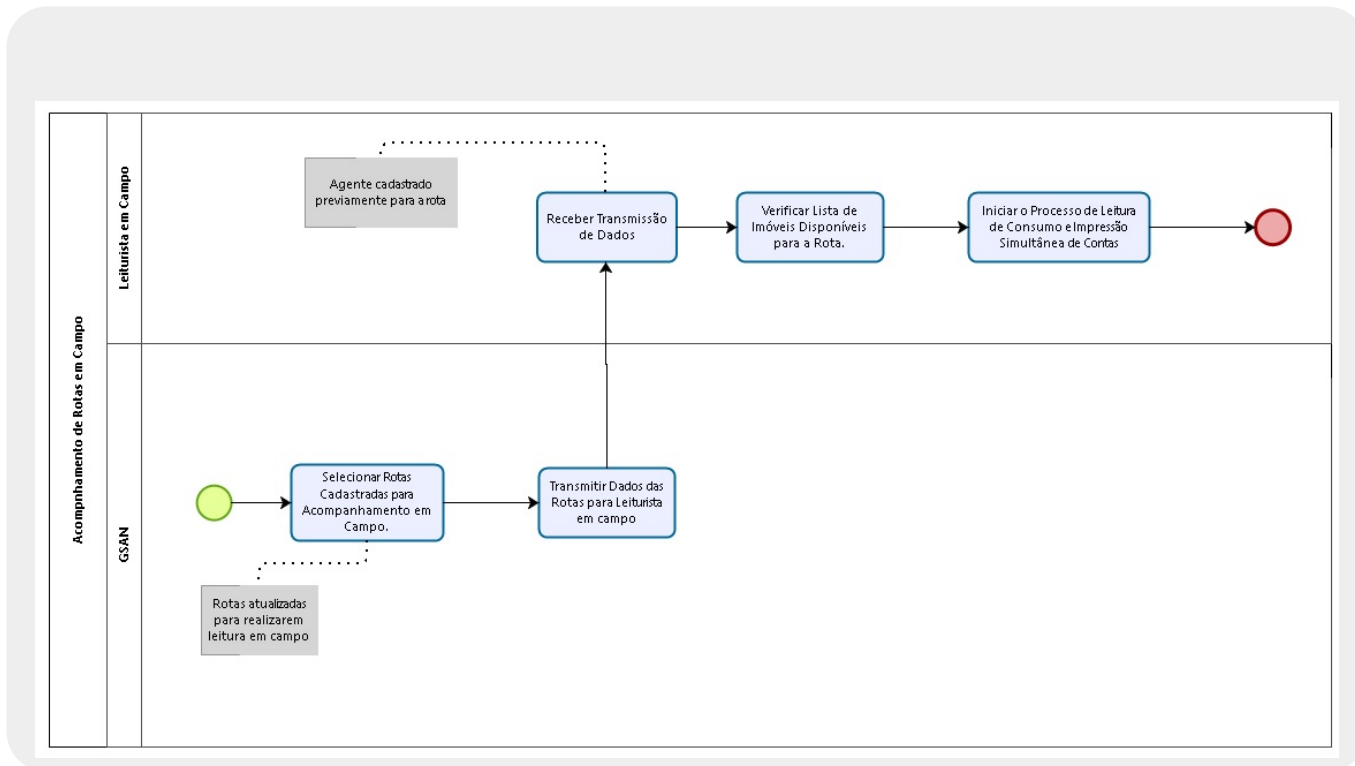 Acompnhamento de Rotas em Campo
Leiturista em Campo
Agente cadastrado
previamente para a rota
Receber Transmissão
de Dados
Verificar Lista de
Imóveis Disponíveis
para a Rota.
Iniciar o Processo de Leitura
de Consumo e Impressão
Simultânea de Contas
GSAN
Selecionar Rotas
Cadastradas para
Acompanhamento em
Campo.
Transmitir Dados das
Rotas para Leiturista
em campo
Rotas atualizadas
para realizarem
leitura em campo